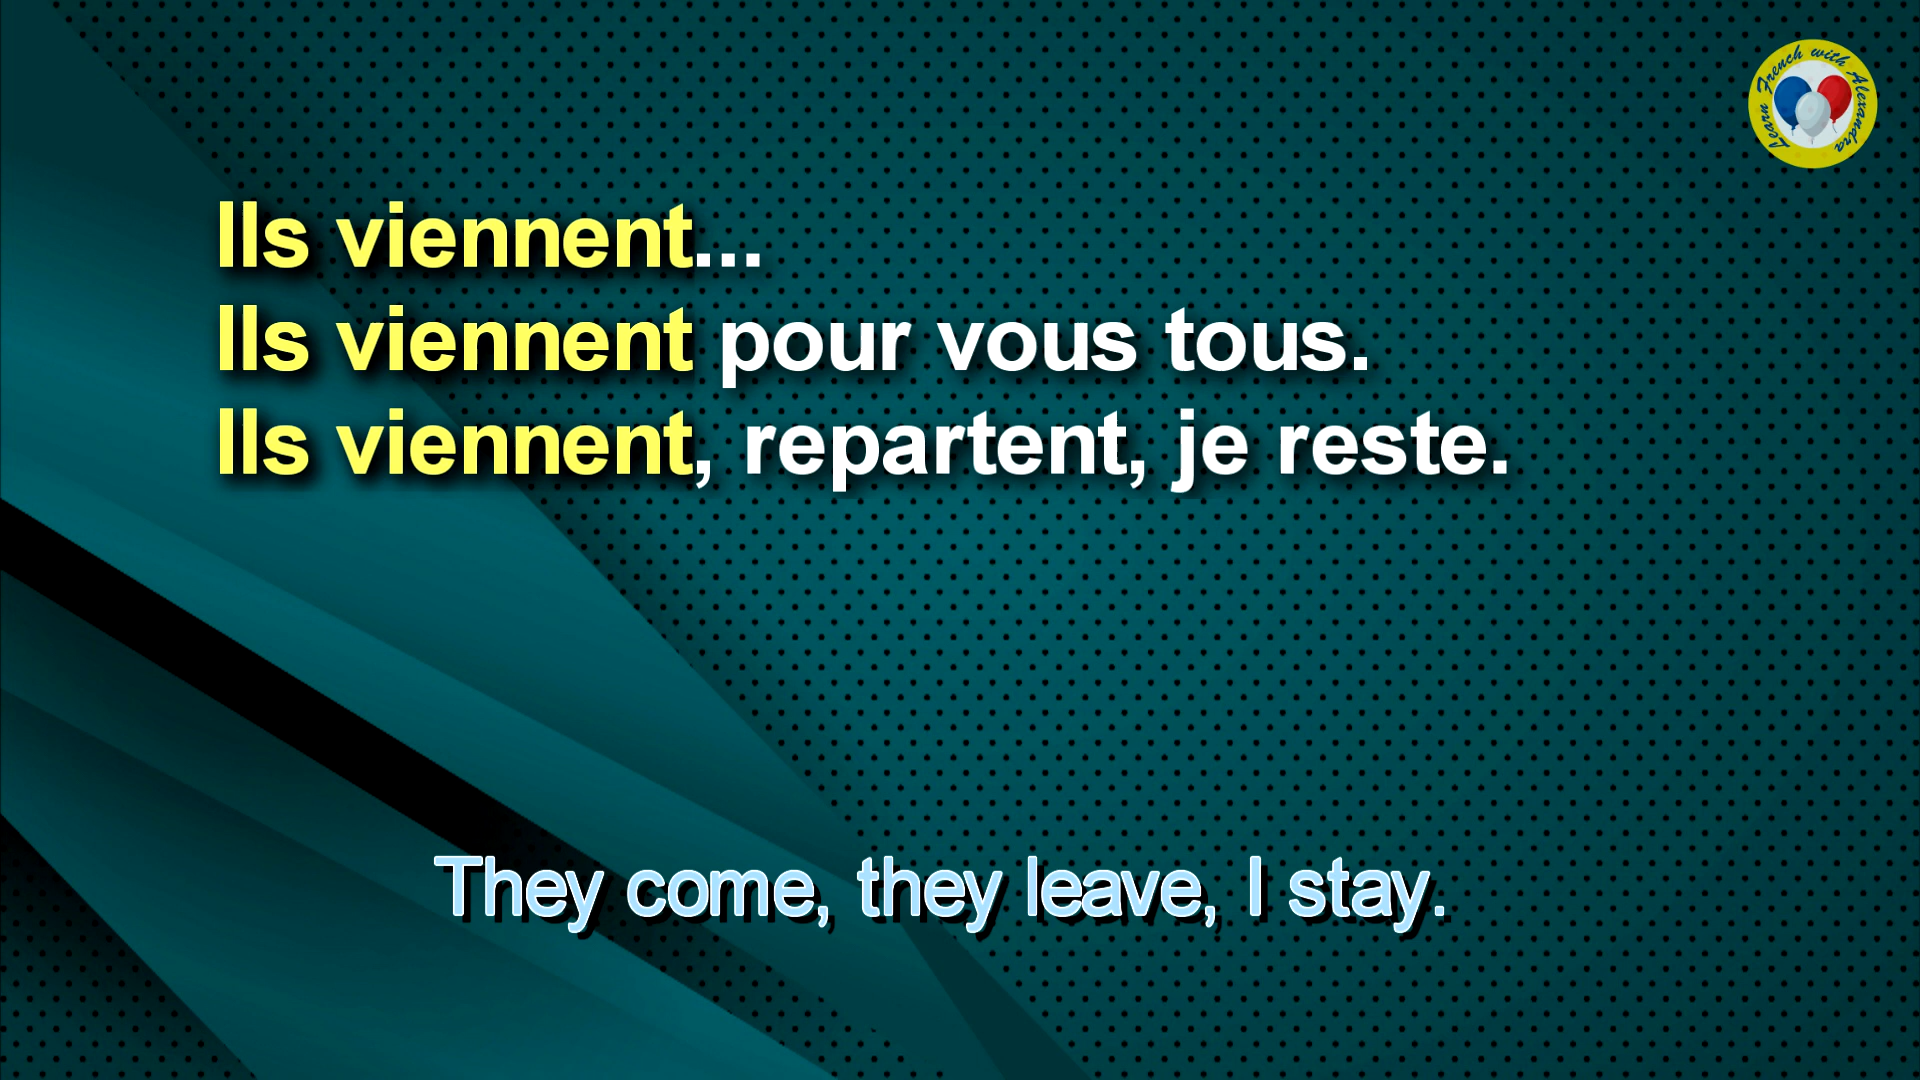 Learn French with Alexandra
Ils viennent...
Ils viennent pour vous tous.
Ils viennent, repartent, je reste.
They come, they leave, I stay.